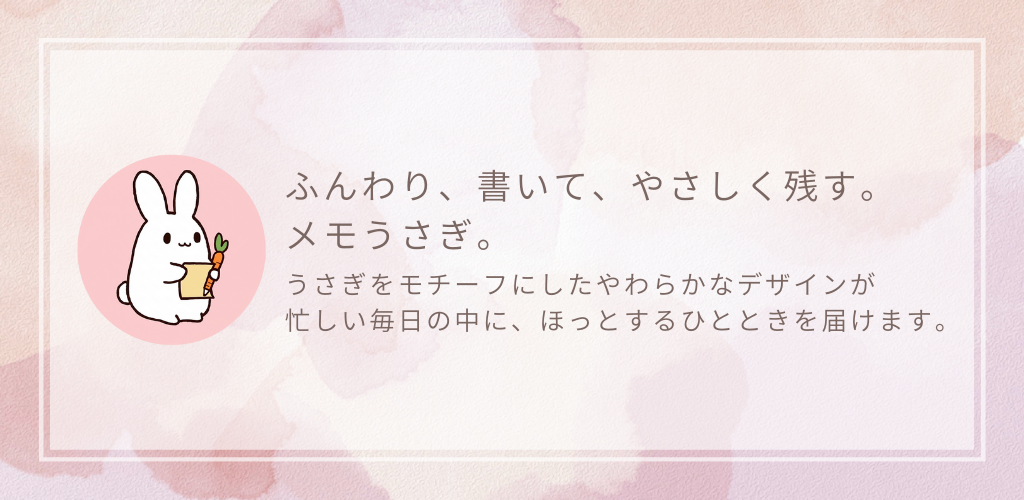 ふんわり、書いて、やさしく残す。
メモうさぎ。
うさぎをモチーフにしたやわらかなデザインが
忙しい毎日の中に、ほっとするひとときを届けます。